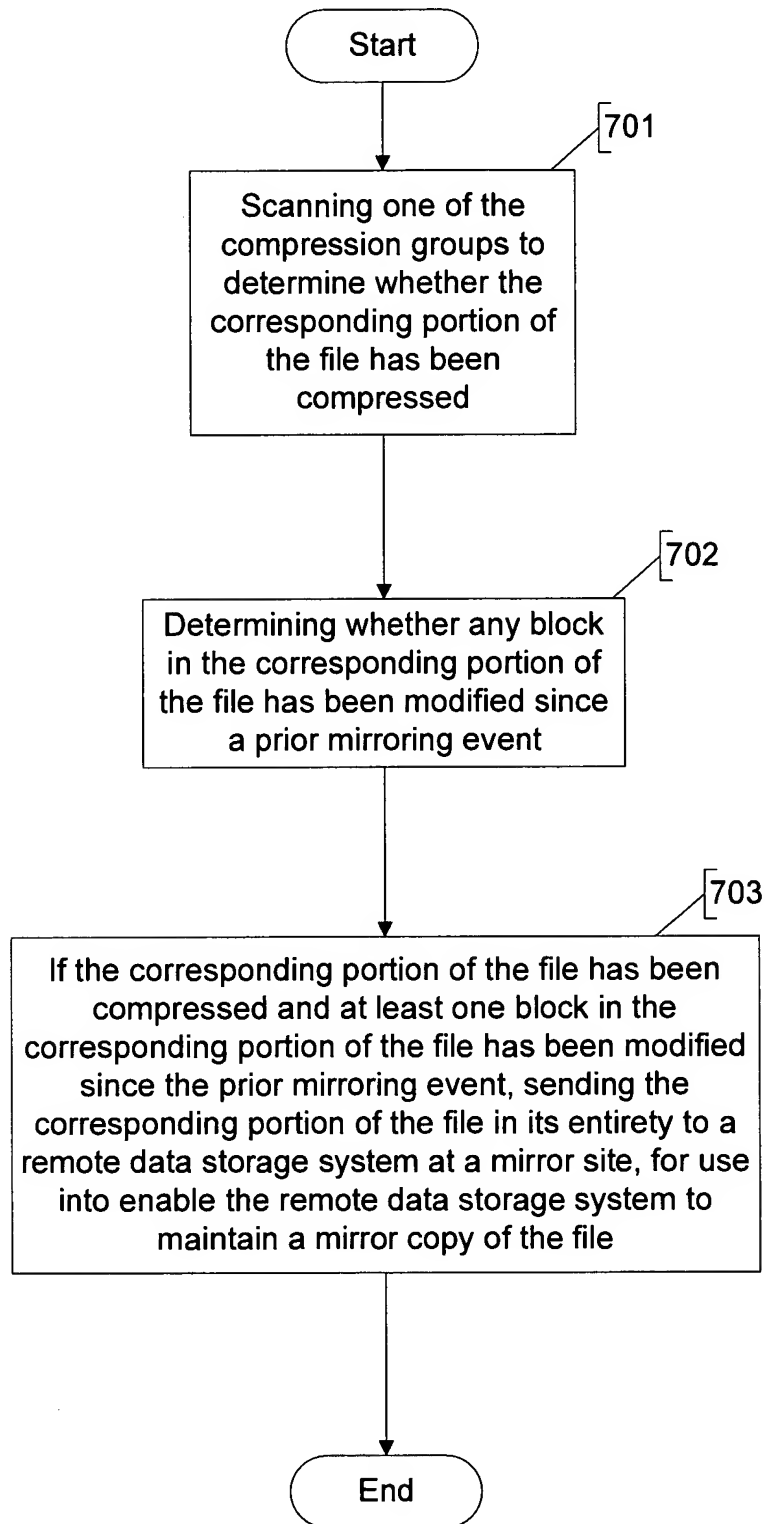 Start
701
Scanning one of the
compression groups to
determine whether the
corresponding portion of
the file has been
compressed
702
Determining whether any block
in the corresponding portion of
the file has been modified since
a prior mirroring event
703
If the corresponding portion of the file has been
compressed and at least one block in the
corresponding portion of the file has been modified
since the prior mirroring event, sending the
corresponding portion of the file in its entirety to a
remote data storage system at a mirror site, for use
into enable the remote data storage system to
maintain a mirror copy of the file
End